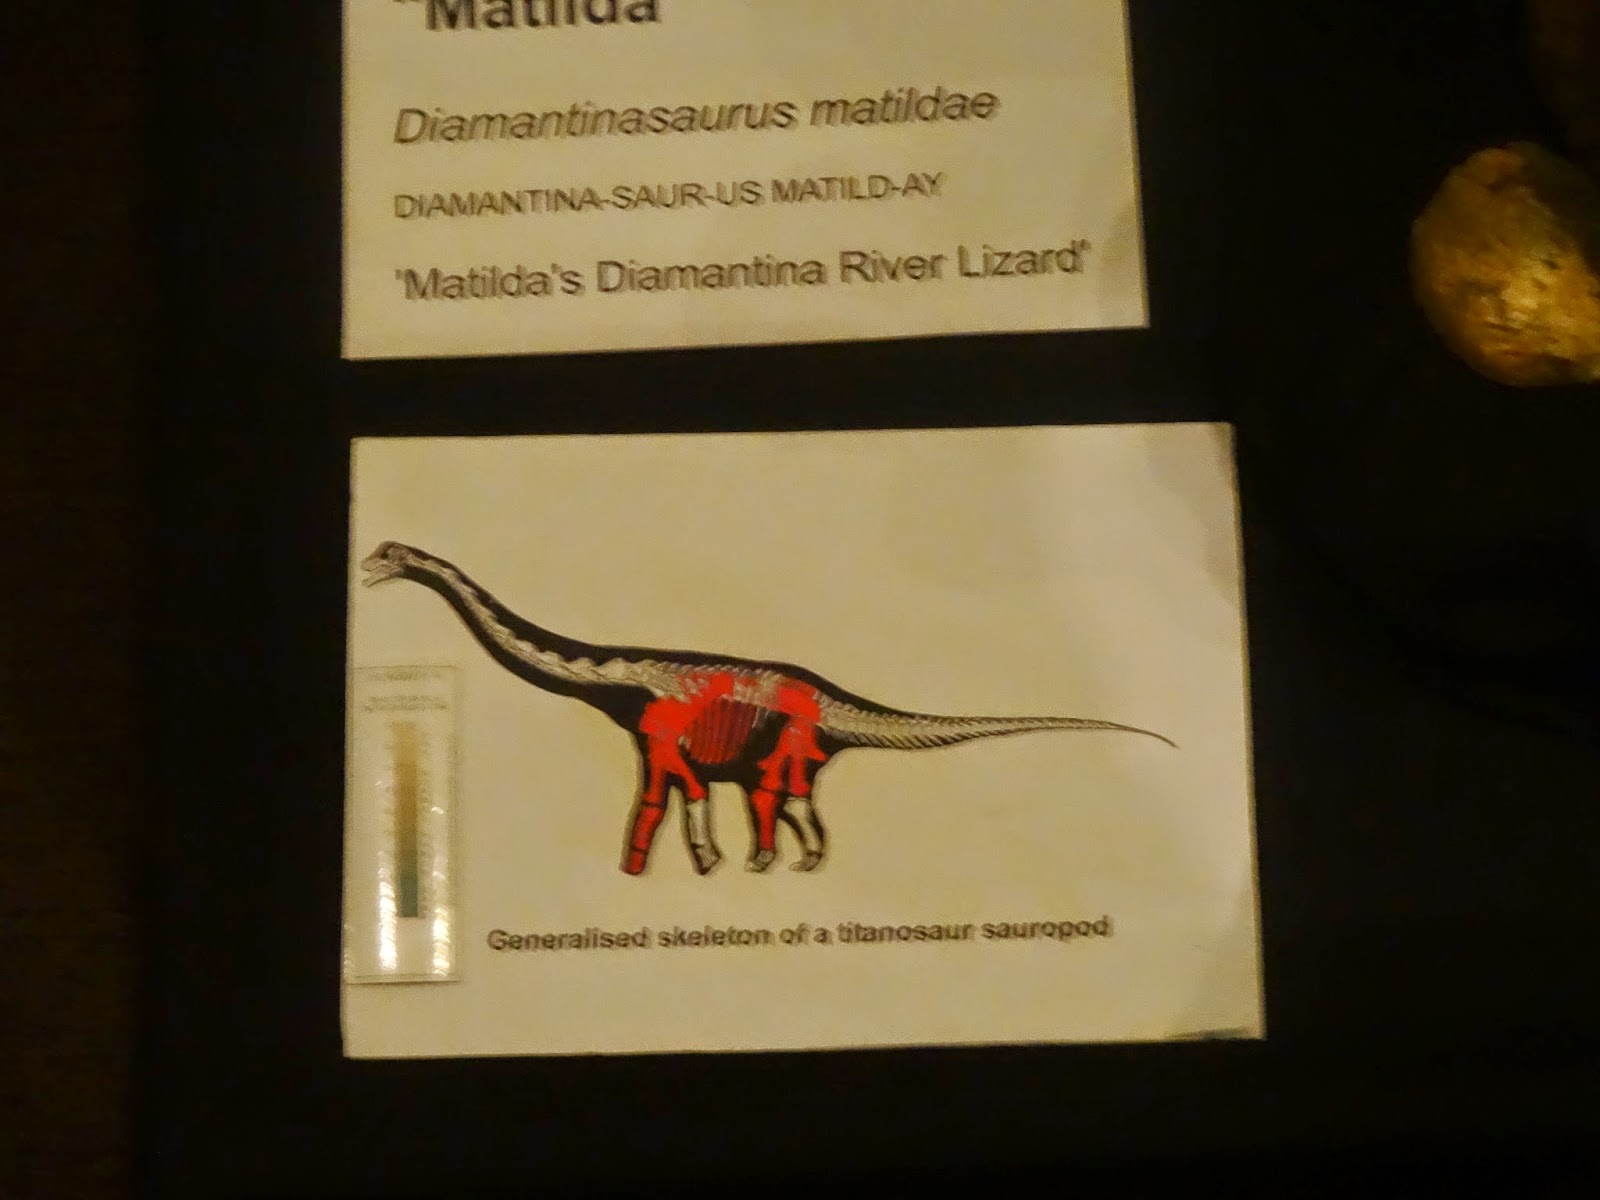 "Matilda
Diamantinasaurus matildae
DIAMANTINA-SAUR-US MATILD-AY
'Matilda's Diamantina River Lizard'
Generalised skeleton of a titanosaur sauropod